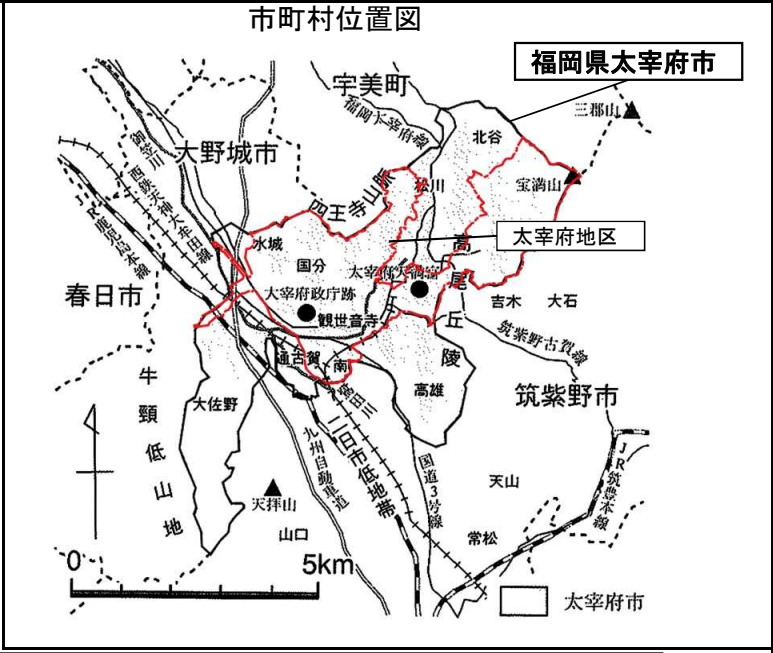 市町村位置図
福岡県太宰府市
宇美町
三郡山
福岡太宰府線
北谷
御笠川
大野城市
四王寺山脈
松川
宝満山
西鉄天神大牟田線
JR鹿児島本線
水城
太宰府地区
国分
太宰府天満宮
高尾
丘陵
春日市
大宰府政庁跡
吉木
大石
観世音寺
筑紫野古賀線
通古賀
南
牛頸低山地
大佐野
高雄
筑紫野市
鷺田川
二日市低地帯
九州自動車道
国道3号線
JR筑豊本線
天山
天拝山
山口
常松
0
5km
太宰府市